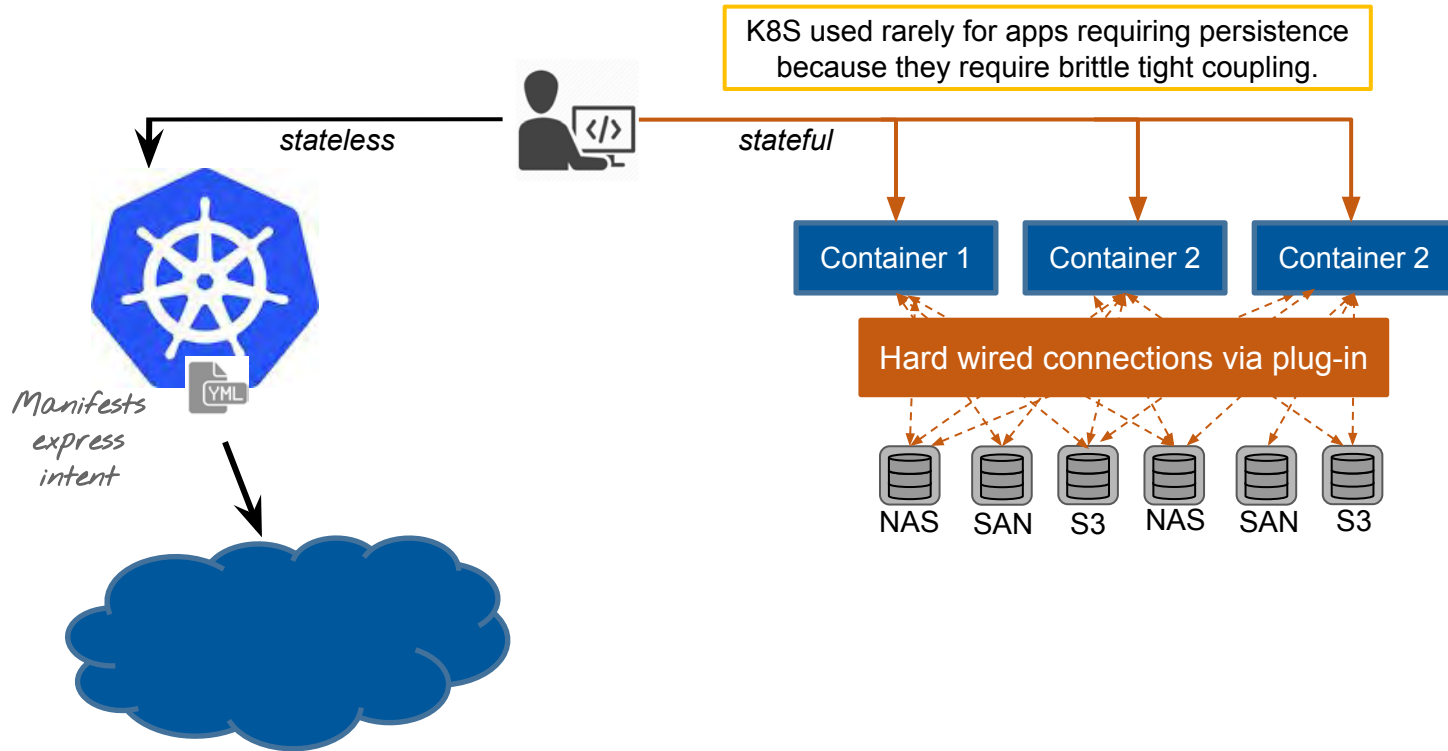 K8S used rarely for apps requiring persistence
because they require brittle tight coupling.
</>
stateless
stateful
Container 1
Container 2
Container 2
Hard wired connections via plug-in
YML
Manifests
express
intent
NAS
SAN
S3
NAS
SAN
S3